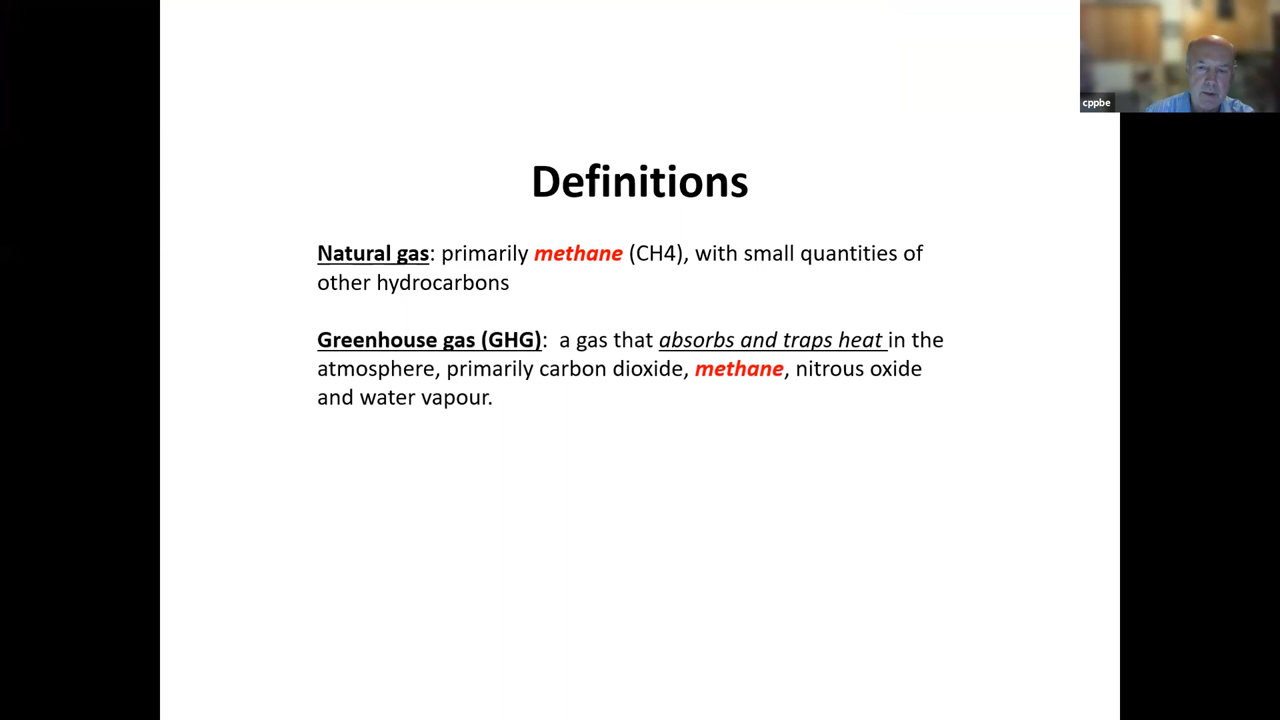 cppbe
Definitions
Natural gas: primarily methane (CH4), with small quantities of
other hydrocarbons
Greenhouse gas (GHG):  a gas that absorbs and traps heat in the
atmosphere, primarily carbon dioxide, methane, nitrous oxide
and water vapour.